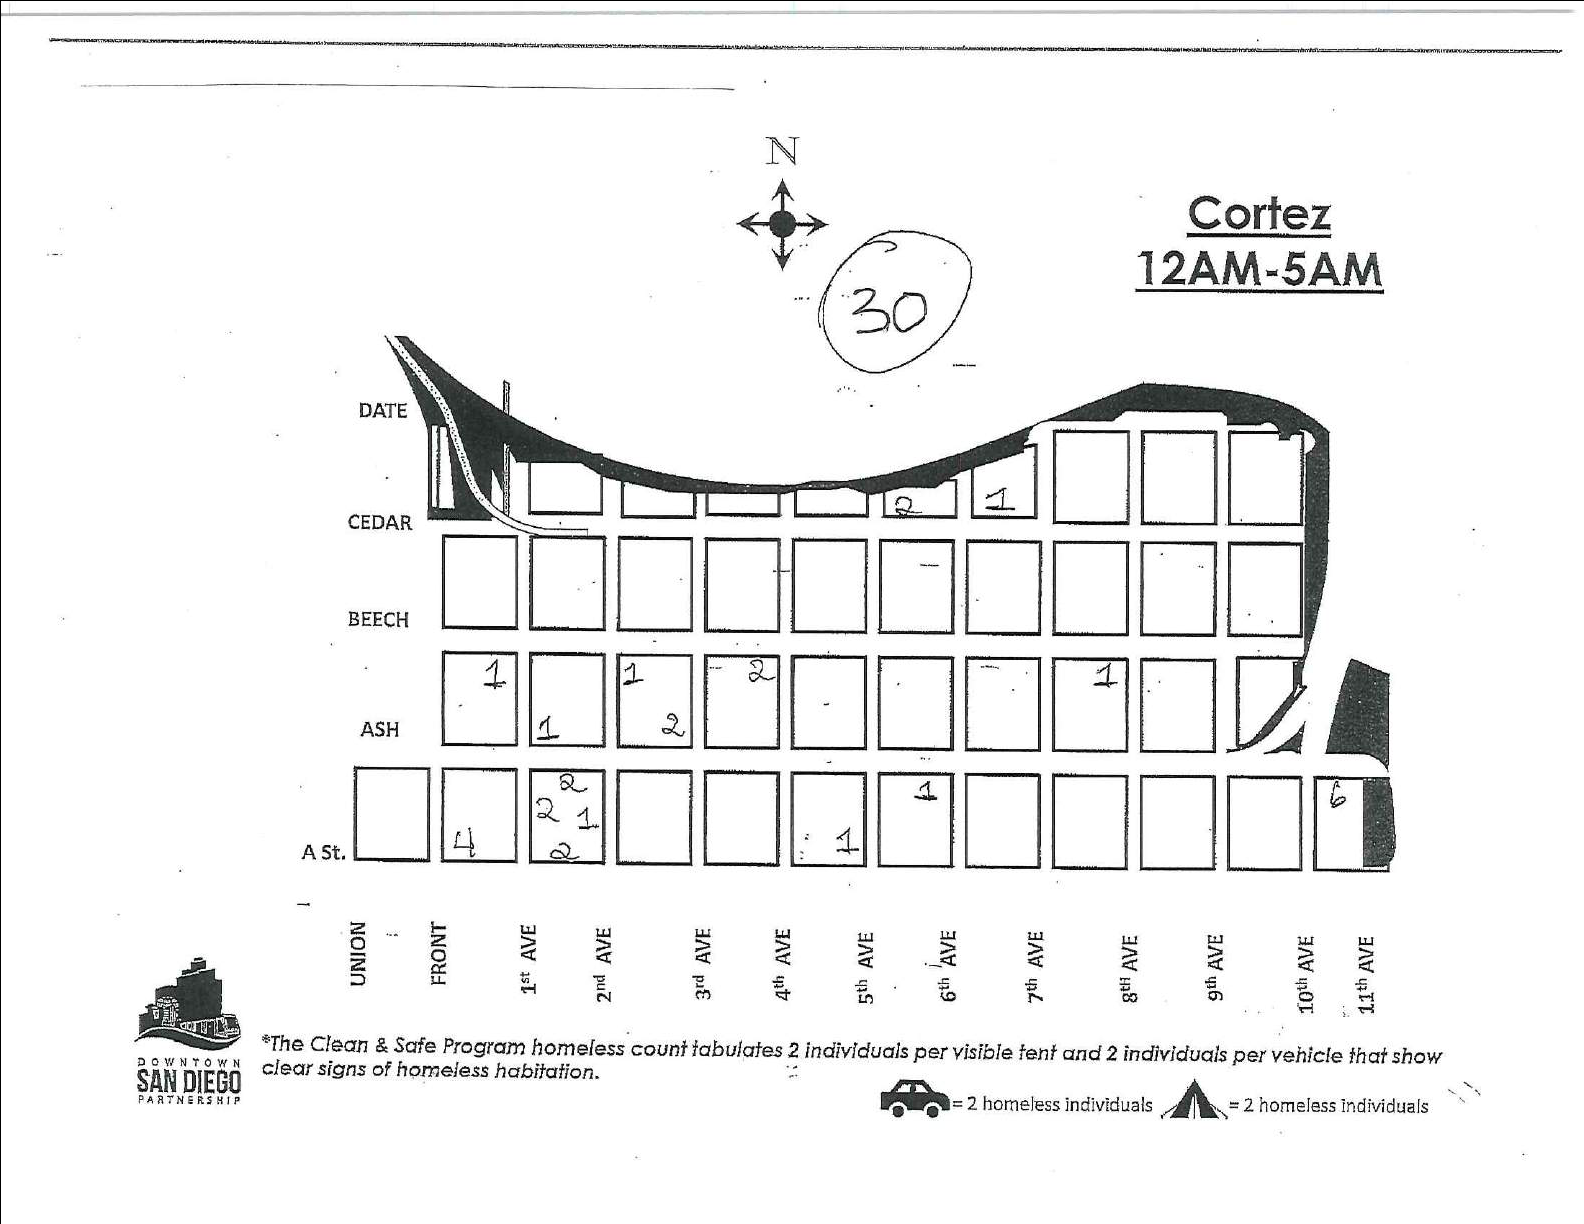 N
Cortez
12AM-5AM
30
DATE
2 1
CEDAR
BEECH
1 1 2 1
ASH
1 2
2
2 1
1 6
A St.
4 2 1
UNION FRONT 1st AVE 2nd AVE 3rd AVE 4th AVE 5th AVE 6th AVE 7th AVE 8th AVE 9th AVE 10th AVE 11th AVE
*The Clean & Safe Program homeless count tabulates 2 individuals per visible tent and 2 individuals per vehicle that show
clear signs of homeless habitation.
DOWNTOWN
SAN DIEGO
PARTNERSHIP
= 2 homeless individuals = 2 homeless individuals